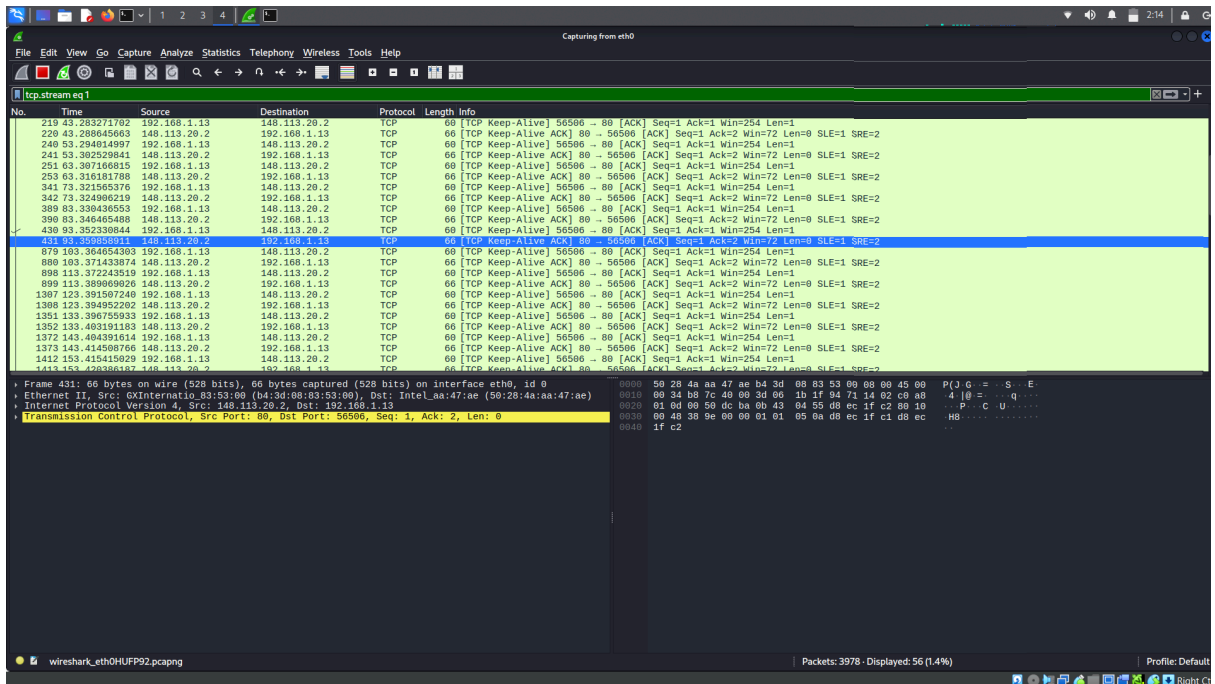 1 2 3 4 2:14
Capturing from eth0
File Edit View Go Capture Analyze Statistics Telephony Wireless Tools Help
tcp.stream eq 1
No. Time Source Destination Protocol Length Info
219 43.283271702 192.168.1.13 148.113.20.2 TCP 60 [TCP Keep-Alive] 56506 → 80 [ACK] Seq=1 Ack=1 Win=254 Len=1
220 43.288645663 148.113.20.2 192.168.1.13 TCP 66 [TCP Keep-Alive ACK] 80 → 56506 [ACK] Seq=1 Ack=2 Win=72 Len=0 SLE=1 SRE=2
240 53.294014997 192.168.1.13 148.113.20.2 TCP 60 [TCP Keep-Alive] 56506 → 80 [ACK] Seq=1 Ack=1 Win=254 Len=1
241 53.302529841 148.113.20.2 192.168.1.13 TCP 66 [TCP Keep-Alive ACK] 80 → 56506 [ACK] Seq=1 Ack=2 Win=72 Len=0 SLE=1 SRE=2
251 63.307166815 192.168.1.13 148.113.20.2 TCP 60 [TCP Keep-Alive] 56506 → 80 [ACK] Seq=1 Ack=1 Win=254 Len=1
253 63.316181788 148.113.20.2 192.168.1.13 TCP 66 [TCP Keep-Alive ACK] 80 → 56506 [ACK] Seq=1 Ack=2 Win=72 Len=0 SLE=1 SRE=2
341 73.321565376 192.168.1.13 148.113.20.2 TCP 60 [TCP Keep-Alive] 56506 → 80 [ACK] Seq=1 Ack=1 Win=254 Len=1
342 73.324906219 148.113.20.2 192.168.1.13 TCP 66 [TCP Keep-Alive ACK] 80 → 56506 [ACK] Seq=1 Ack=2 Win=72 Len=0 SLE=1 SRE=2
389 83.330436553 192.168.1.13 148.113.20.2 TCP 60 [TCP Keep-Alive] 56506 → 80 [ACK] Seq=1 Ack=1 Win=254 Len=1
390 83.346465488 148.113.20.2 192.168.1.13 TCP 66 [TCP Keep-Alive ACK] 80 → 56506 [ACK] Seq=1 Ack=2 Win=72 Len=0 SLE=1 SRE=2
430 93.352330844 192.168.1.13 148.113.20.2 TCP 60 [TCP Keep-Alive] 56506 → 80 [ACK] Seq=1 Ack=1 Win=254 Len=1
431 93.359858911 148.113.20.2 192.168.1.13 TCP 66 [TCP Keep-Alive ACK] 80 → 56506 [ACK] Seq=1 Ack=2 Win=72 Len=0 SLE=1 SRE=2
879 103.364654303 192.168.1.13 148.113.20.2 TCP 60 [TCP Keep-Alive] 56506 → 80 [ACK] Seq=1 Ack=1 Win=254 Len=1
880 103.371433874 148.113.20.2 192.168.1.13 TCP 66 [TCP Keep-Alive ACK] 80 → 56506 [ACK] Seq=1 Ack=2 Win=72 Len=0 SLE=1 SRE=2
898 113.372243519 192.168.1.13 148.113.20.2 TCP 60 [TCP Keep-Alive] 56506 → 80 [ACK] Seq=1 Ack=1 Win=254 Len=1
899 113.389069026 148.113.20.2 192.168.1.13 TCP 66 [TCP Keep-Alive ACK] 80 → 56506 [ACK] Seq=1 Ack=2 Win=72 Len=0 SLE=1 SRE=2
1307 123.391507240 192.168.1.13 148.113.20.2 TCP 60 [TCP Keep-Alive] 56506 → 80 [ACK] Seq=1 Ack=1 Win=254 Len=1
1308 123.394952202 148.113.20.2 192.168.1.13 TCP 66 [TCP Keep-Alive ACK] 80 → 56506 [ACK] Seq=1 Ack=2 Win=72 Len=0 SLE=1 SRE=2
1351 133.396755933 192.168.1.13 148.113.20.2 TCP 60 [TCP Keep-Alive] 56506 → 80 [ACK] Seq=1 Ack=1 Win=254 Len=1
1352 133.403191183 148.113.20.2 192.168.1.13 TCP 66 [TCP Keep-Alive ACK] 80 → 56506 [ACK] Seq=1 Ack=2 Win=72 Len=0 SLE=1 SRE=2
1372 143.404391614 192.168.1.13 148.113.20.2 TCP 60 [TCP Keep-Alive] 56506 → 80 [ACK] Seq=1 Ack=1 Win=254 Len=1
1373 143.414508766 148.113.20.2 192.168.1.13 TCP 66 [TCP Keep-Alive ACK] 80 → 56506 [ACK] Seq=1 Ack=2 Win=72 Len=0 SLE=1 SRE=2
1412 153.415415029 192.168.1.13 148.113.20.2 TCP 60 [TCP Keep-Alive] 56506 → 80 [ACK] Seq=1 Ack=1 Win=254 Len=1
1413 153.420386187 148.113.20.2 192.168.1.13 TCP 66 [TCP Keep-Alive ACK] 80 → 56506 [ACK] Seq=1 Ack=2 Win=72 Len=0 SLE=1 SRE=2
Frame 431: 66 bytes on wire (528 bits), 66 bytes captured (528 bits) on interface eth0, id 0
Ethernet II, Src: GXInternatio_83:53:00 (b4:3d:08:83:53:00), Dst: Intel_aa:47:ae (50:28:4a:aa:47:ae)
Internet Protocol Version 4, Src: 148.113.20.2, Dst: 192.168.1.13
Transmission Control Protocol, Src Port: 80, Dst Port: 56506, Seq: 1, Ack: 2, Len: 0
0000 50 28 4a aa 47 ae b4 3d 08 83 53 00 08 00 45 00 P(J·G··=··S···E·
0010 00 34 b8 7c 40 00 3d 06 1b 1f 94 71 14 02 c0 a8 ·4·|@·=····q····
0020 01 0d 00 50 dc ba 0b 43 04 55 d8 ec 1f c2 80 10 ···P···C·U······
0030 00 48 38 9e 00 00 01 01 05 0a d8 ec 1f c1 d8 ec ·H8·············
0040 1f c2 ··
wireshark_eth0HUFP92.pcapng Packets: 3978 · Displayed: 56 (1.4%) Profile: Default